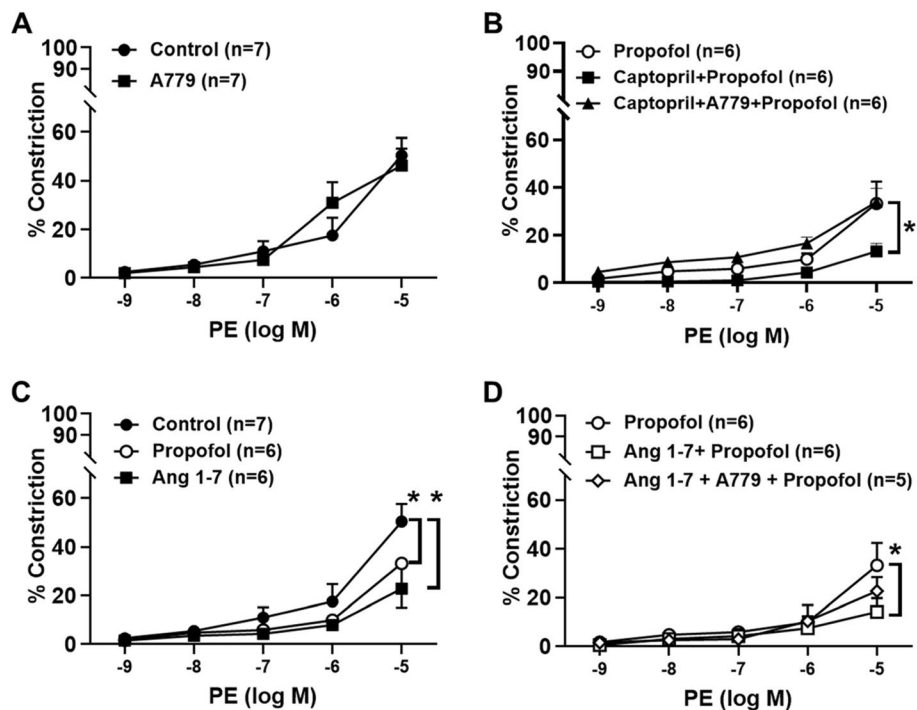 A
Control (n=7)
A779 (n=7)
100
90
60
40
20
0
% Constriction
-9 -8 -7 -6 -5
PE (log M)
B
Propofol (n=6)
Captopril+Propofol (n=6)
Captopril+A779+Propofol (n=6)
100
90
60
40
20
0
% Constriction
*
-9 -8 -7 -6 -5
PE (log M)
C
Control (n=7)
Propofol (n=6)
Ang 1-7 (n=6)
100
90
60
40
20
0
% Constriction
* *
-9 -8 -7 -6 -5
PE (log M)
D
Propofol (n=6)
Ang 1-7+ Propofol (n=6)
Ang 1-7 + A779 + Propofol (n=5)
100
90
60
40
20
0
% Constriction
*
-9 -8 -7 -6 -5
PE (log M)